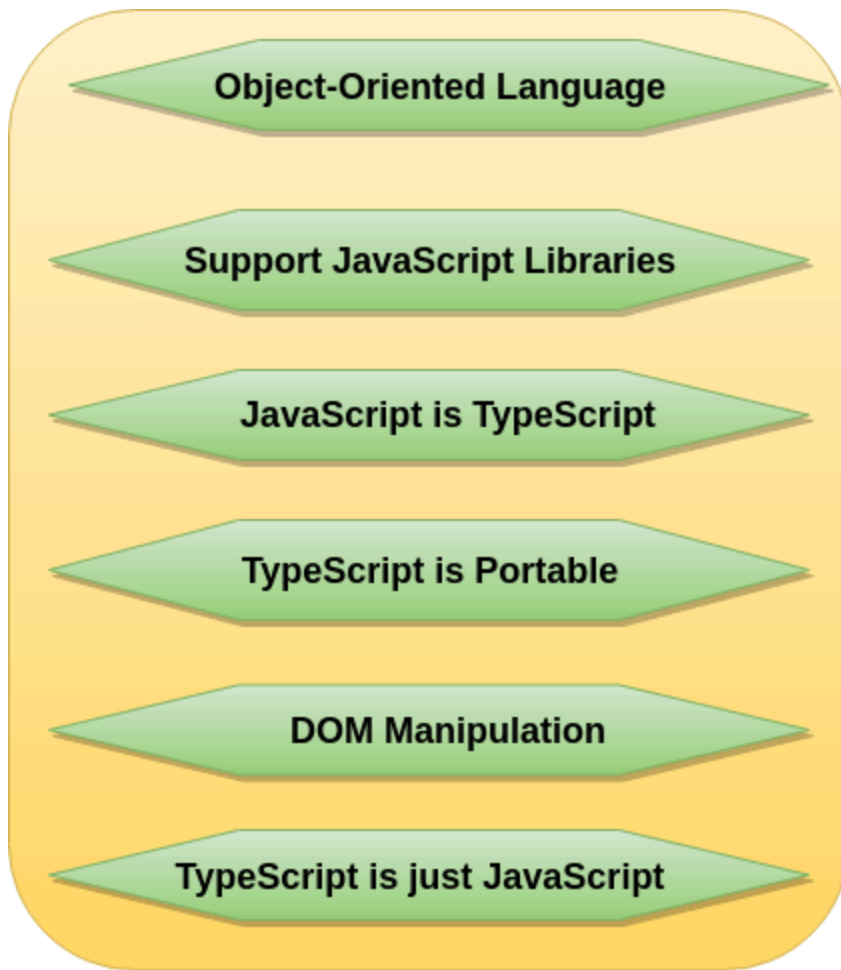 Object-Oriented Language
Support JavaScript Libraries
JavaScript is TypeScript
TypeScript is Portable
DOM Manipulation
TypeScript is just JavaScript